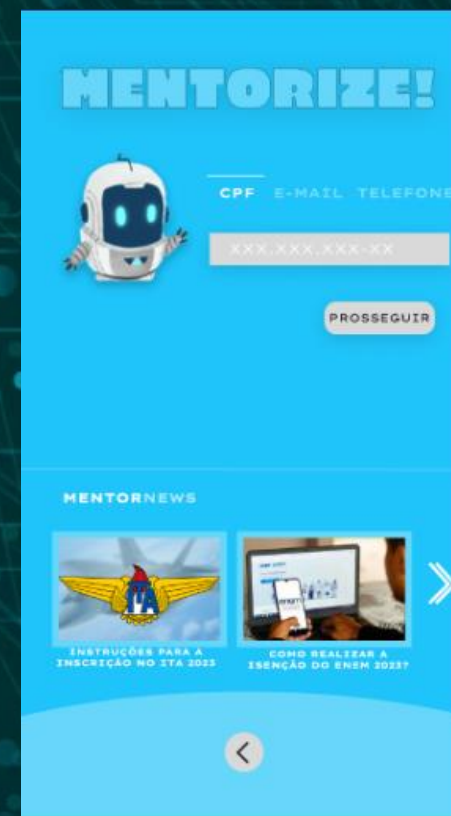 MENTORIZE!
CPF E-MAIL TELEFONE
XXX.XXX.XXX-XX
PROSSEGUIR
MENTORNEWS
ITA
enem
INSTRUÇÕES PARA A
INSCRIÇÃO NO ITA 2023
COMO REALIZAR A
ISENÇÃO DO ENEM 2023?